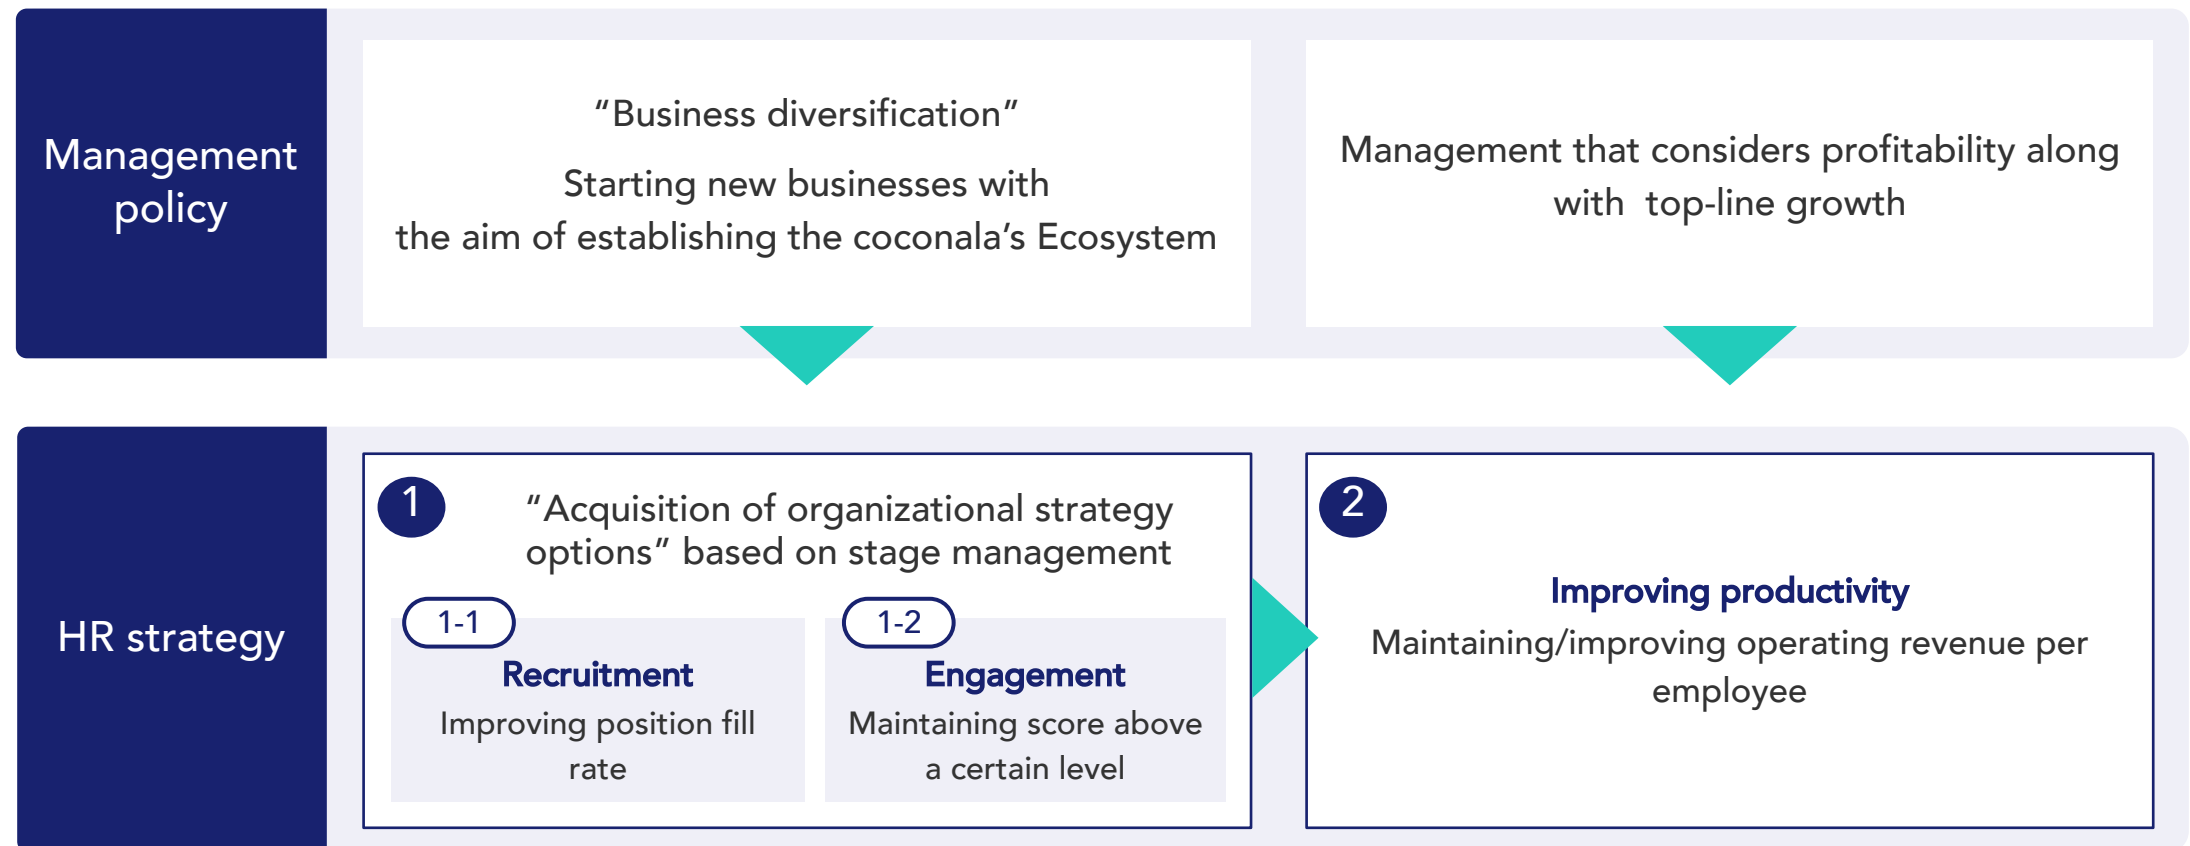 Management
policy
“Business diversification”
Starting new businesses with
the aim of establishing the coconala’s Ecosystem
Management that considers profitability along
with  top-line growth
HR strategy
1
“Acquisition of organizational strategy
options” based on stage management
1-1
Recruitment
Improving position fill
rate
1-2
Engagement
Maintaining score above
a certain level
2
Improving productivity
Maintaining/improving operating revenue per
employee